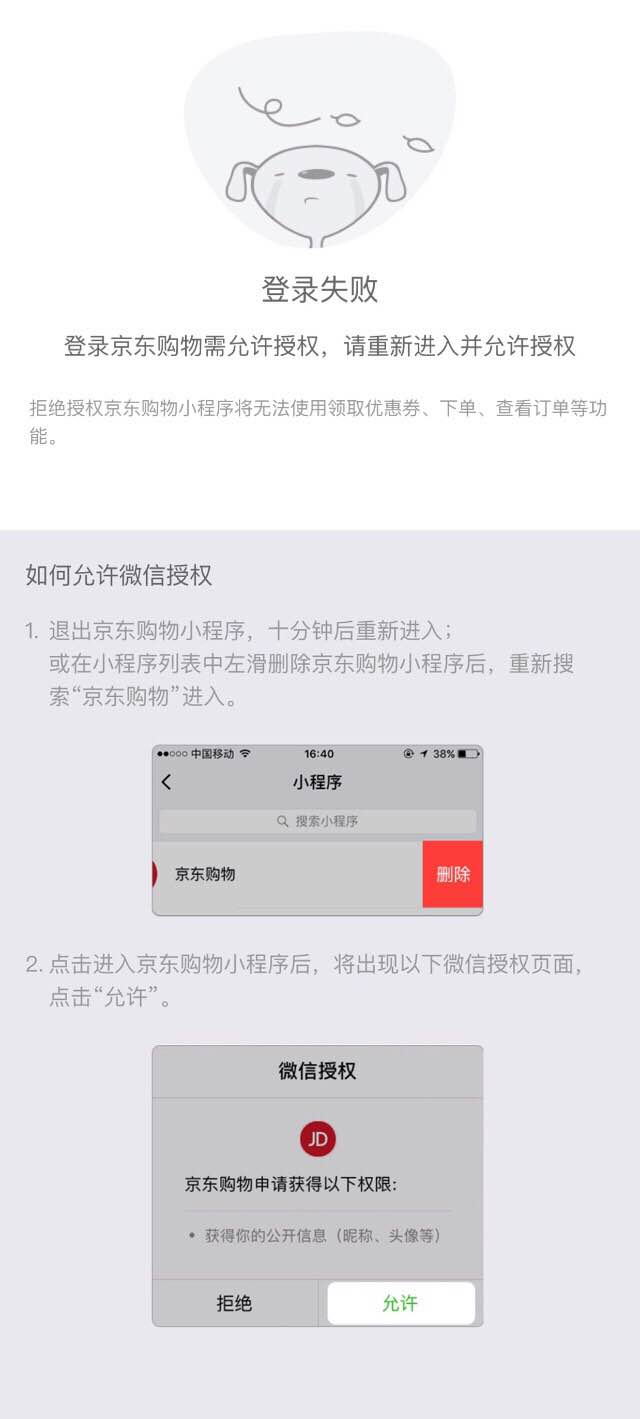 登录失败
登录京东购物需允许授权，请重新进入并允许授权
拒绝授权京东购物小程序将无法使用领取优惠券、下单、查看订单等功
能。
如何允许微信授权
1. 退出京东购物小程序，十分钟后重新进入；
或在小程序列表中左滑删除京东购物小程序后，重新搜
索“京东购物”进入。
中国移动 16:40 38%
小程序
搜索小程序
京东购物 删除
2. 点击进入京东购物小程序后，将出现以下微信授权页面，
点击“允许”。
微信授权
JD
京东购物申请获得以下权限:
• 获得你的公开信息（昵称、头像等）
拒绝 允许